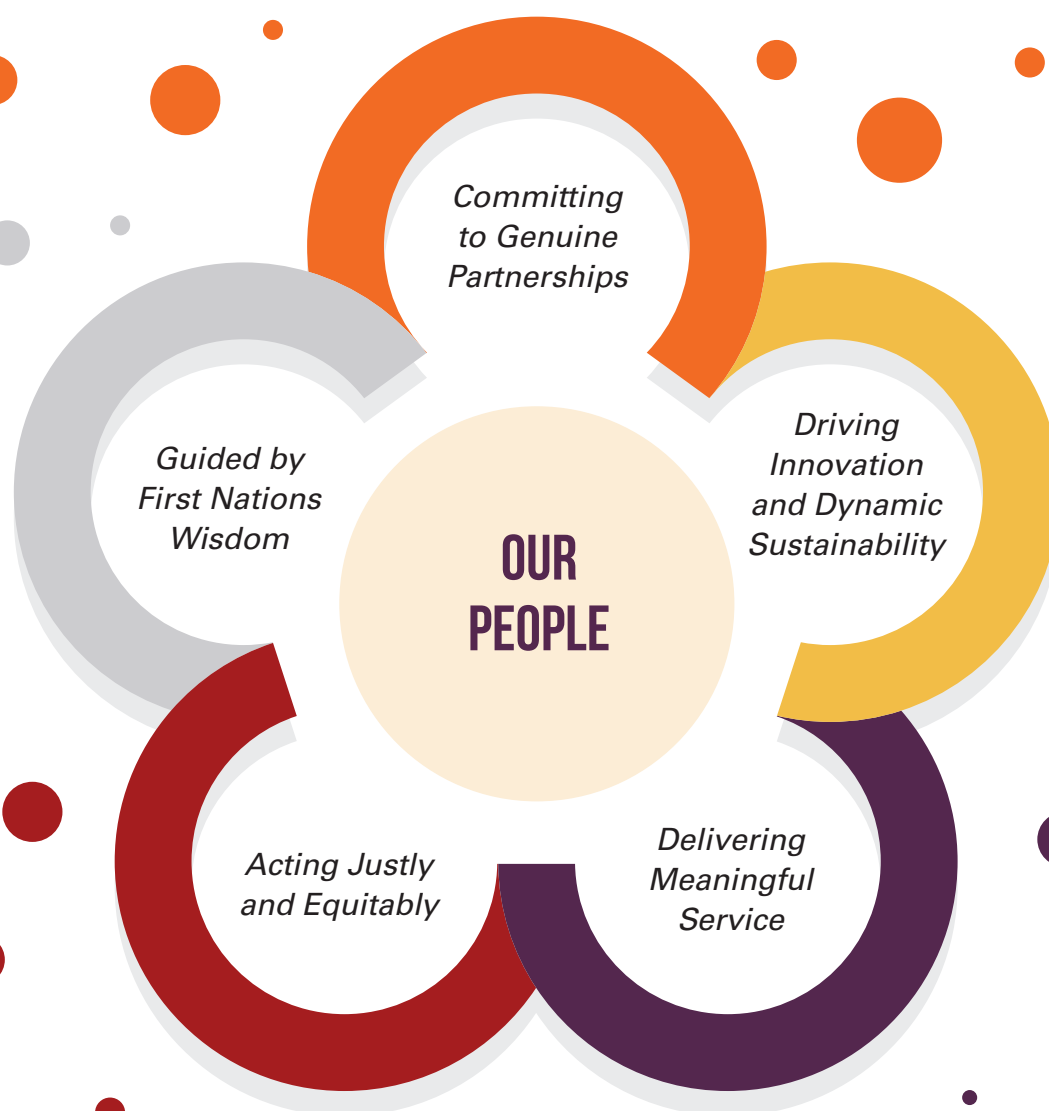 Committing
to Genuine
Partnerships
Driving
Innovation
and Dynamic
Sustainability
Guided by
First Nations
Wisdom
OUR
PEOPLE
Delivering
Meaningful
Service
Acting Justly
and Equitably